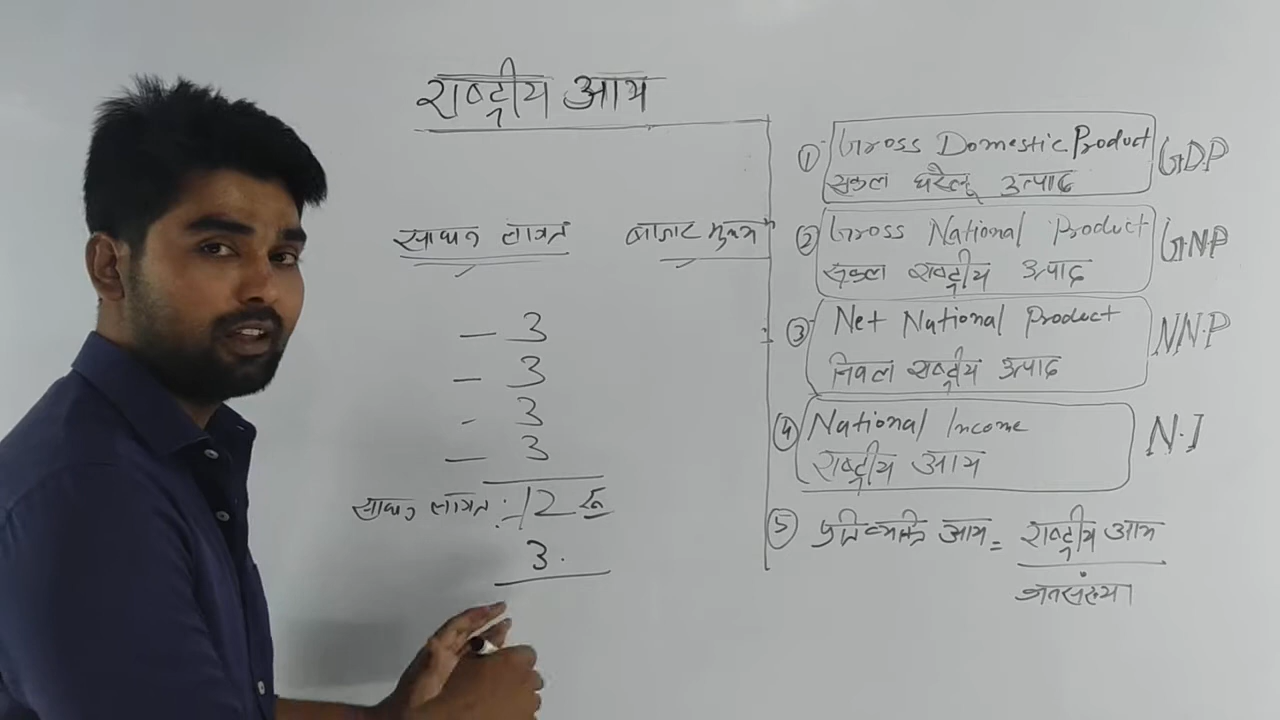 राष्ट्रीय आय
साधन लागत बाजार मूल्य
- 3
- 3
- 3
- 3
साधन लागत :- 12 रु
3.
① Gross Domestic Product GDP
सकल घरेलू उत्पाद
② Gross National Product GNP
सकल राष्ट्रीय उत्पाद
③ Net National Product NNP
निवल राष्ट्रीय उत्पाद
④ National Income N.I
राष्ट्रीय आय
⑤ प्रति व्यक्ति आय = राष्ट्रीय आय
जनसंख्या